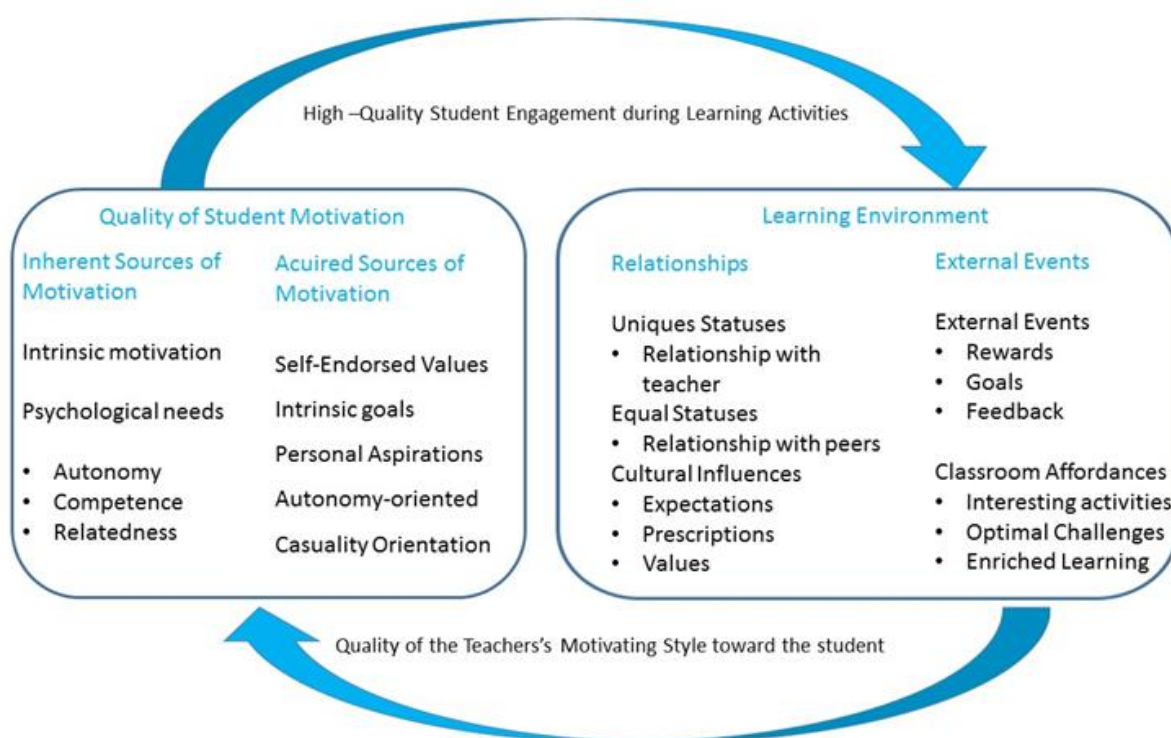 High –Quality Student Engagement during Learning Activities
Quality of Student Motivation
Inherent Sources of
Motivation
Intrinsic motivation
Psychological needs
• Autonomy
• Competence
• Relatedness
Acuired Sources of
Motivation
Self-Endorsed Values
Intrinsic goals
Personal Aspirations
Autonomy-oriented
Casuality Orientation
Learning Environment
Relationships
Uniques Statuses
• Relationship with
teacher
Equal Statuses
• Relationship with peers
Cultural Influences
• Expectations
• Prescriptions
• Values
External Events
External Events
• Rewards
• Goals
• Feedback
Classroom Affordances
• Interesting activities
• Optimal Challenges
• Enriched Learning
Quality of the Teachers's Motivating Style toward the student